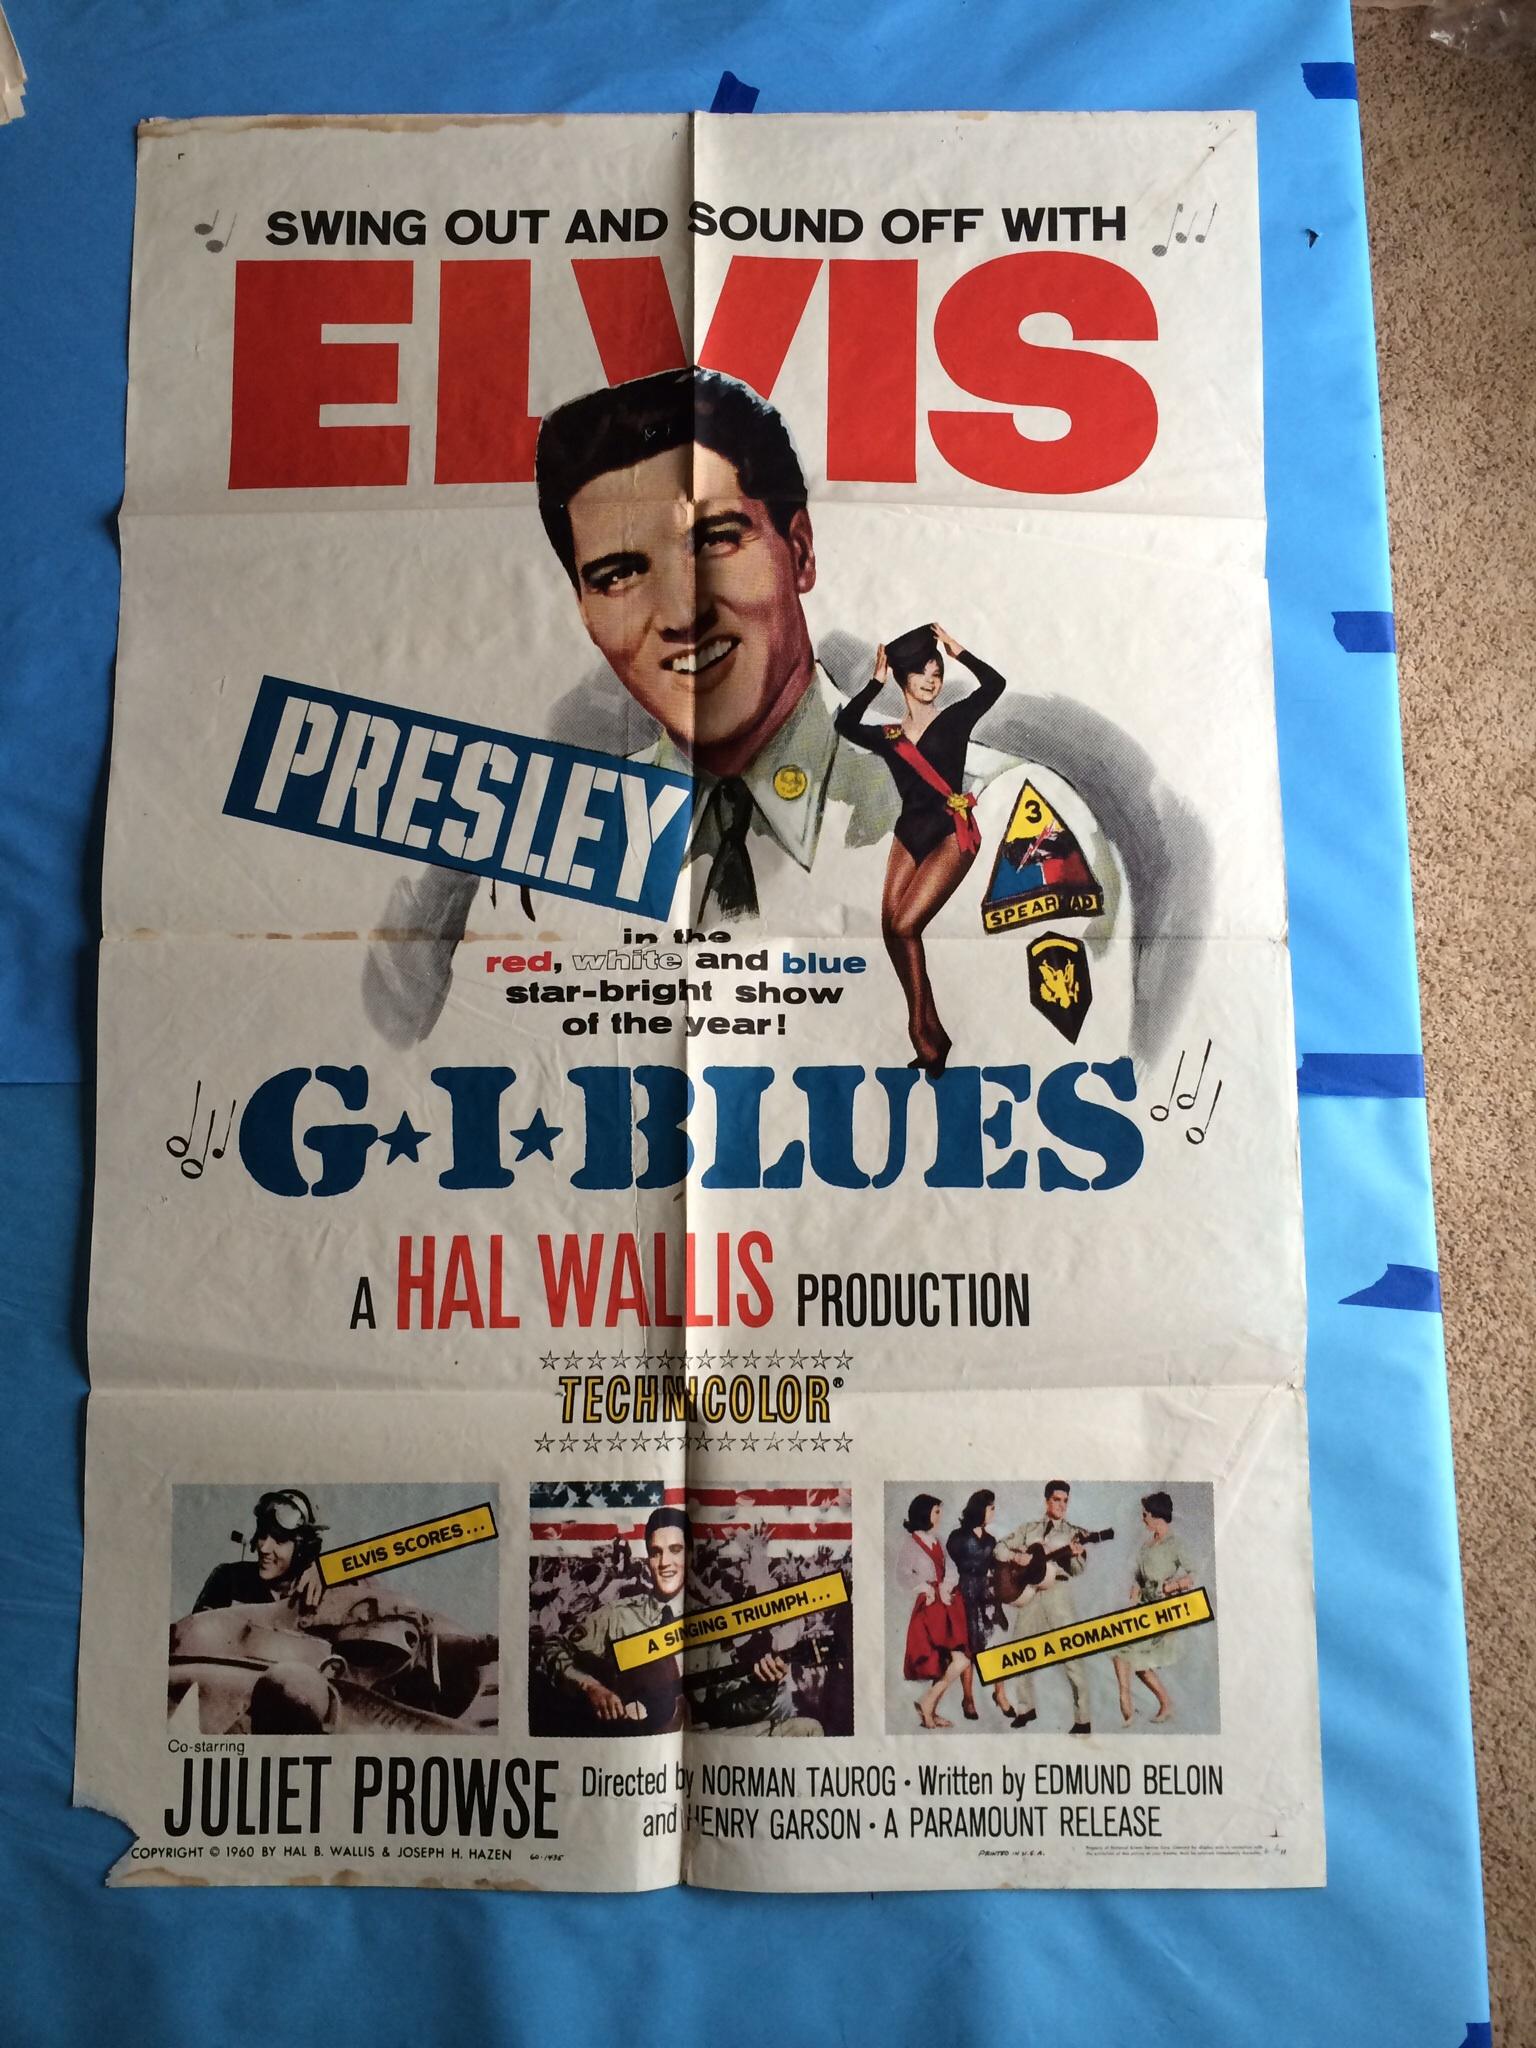 SWING OUT AND SOUND OFF WITH
ELVIS
PRESLEY
3
in the
red, white and blue
star-bright show
of the year!
G★I★BLUES
A HAL WALLIS PRODUCTION
☆☆☆☆☆☆☆☆☆☆☆☆☆☆
TECHNICOLOR®
☆☆☆☆☆☆☆☆☆☆☆☆☆☆
ELVIS SCORES...
A SINGING TRIUMPH...
AND A ROMANTIC HIT!
Co-starring
JULIET PROWSE
Directed by NORMAN TAUROG • Written by EDMUND BELOIN
and HENRY GARSON • A PARAMOUNT RELEASE
COPYRIGHT © 1960 BY HAL B. WALLIS & JOSEPH H. HAZEN
PRINTED IN U.S.A.